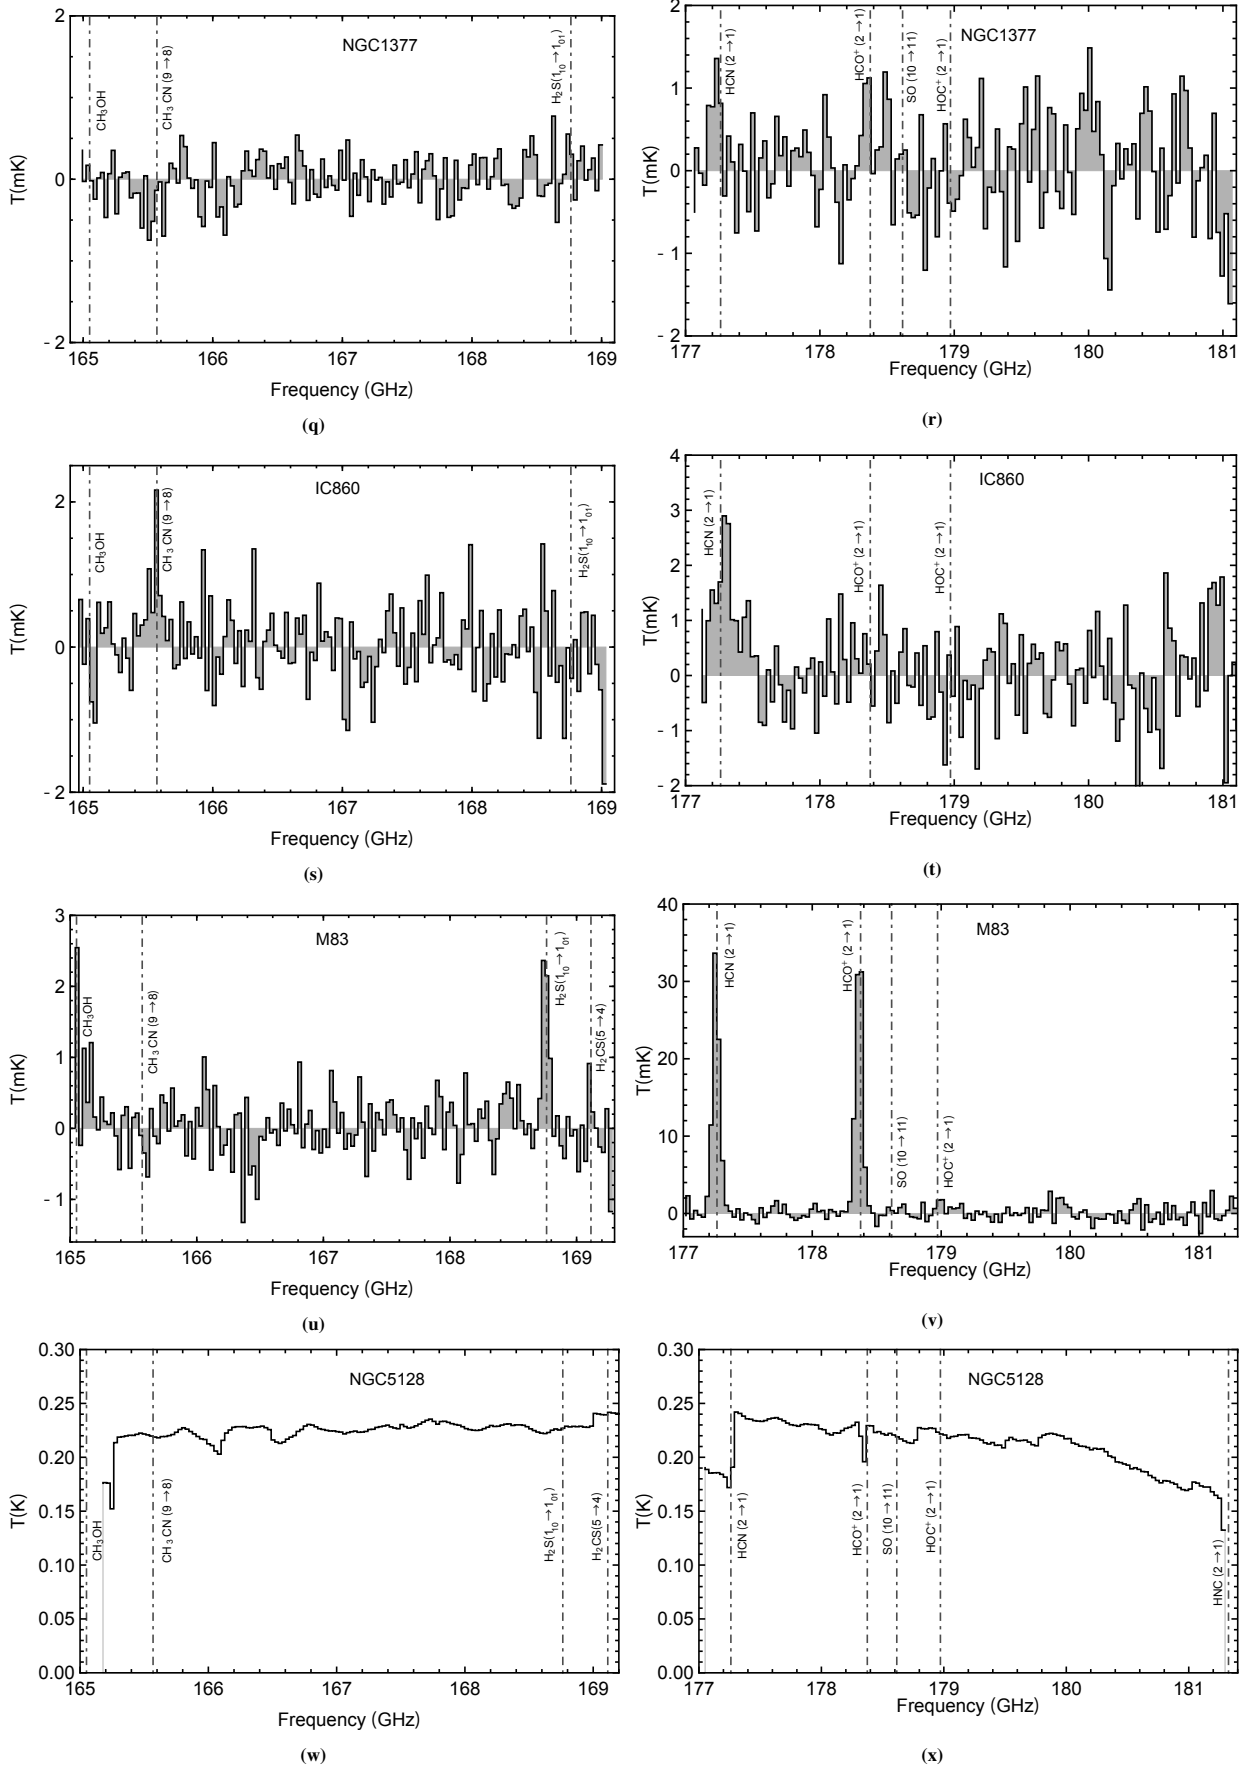 NGC1377
CH₃OH
CH₃ CN (9→8)
H₂S(1₁₀→1₀₁)
T(mK)
2
0
-2
165 166 167 168 169
Frequency (GHz)
(q)
NGC1377
HCN (2→1)
HCO⁺ (2→1)
SO (10→11)
HOC⁺ (2→1)
T(mK)
2
1
0
-1
-2
177 178 179 180 181
Frequency (GHz)
(r)
IC860
CH₃OH
CH₃ CN (9→8)
H₂S(1₁₀→1₀₁)
T(mK)
2
0
-2
165 166 167 168 169
Frequency (GHz)
(s)
IC860
HCN (2→1)
HCO⁺ (2→1)
HOC⁺ (2→1)
T(mK)
4
3
2
1
0
-1
-2
177 178 179 180 181
Frequency (GHz)
(t)
M83
CH₃OH
CH₃ CN (9→8)
H₂S(1₁₀→1₀₁)
H₂CS(5→4)
T(mK)
3
2
1
0
-1
165 166 167 168 169
Frequency (GHz)
(u)
M83
HCN (2→1)
HCO⁺ (2→1)
SO (10→11)
HOC⁺ (2→1)
T(mK)
40
30
20
10
0
177 178 179 180 181
Frequency (GHz)
(v)
NGC5128
CH₃OH
CH₃ CN (9→8)
H₂S(1₁₀→1₀₁)
H₂CS(5→4)
T(K)
0.30
0.25
0.20
0.15
0.10
0.05
0.00
165 166 167 168 169
Frequency (GHz)
(w)
NGC5128
HCN (2→1)
HCO⁺ (2→1)
SO (10→11)
HOC⁺ (2→1)
HNC (2→1)
T(K)
0.30
0.25
0.20
0.15
0.10
0.05
0.00
177 178 179 180 181
Frequency (GHz)
(x)